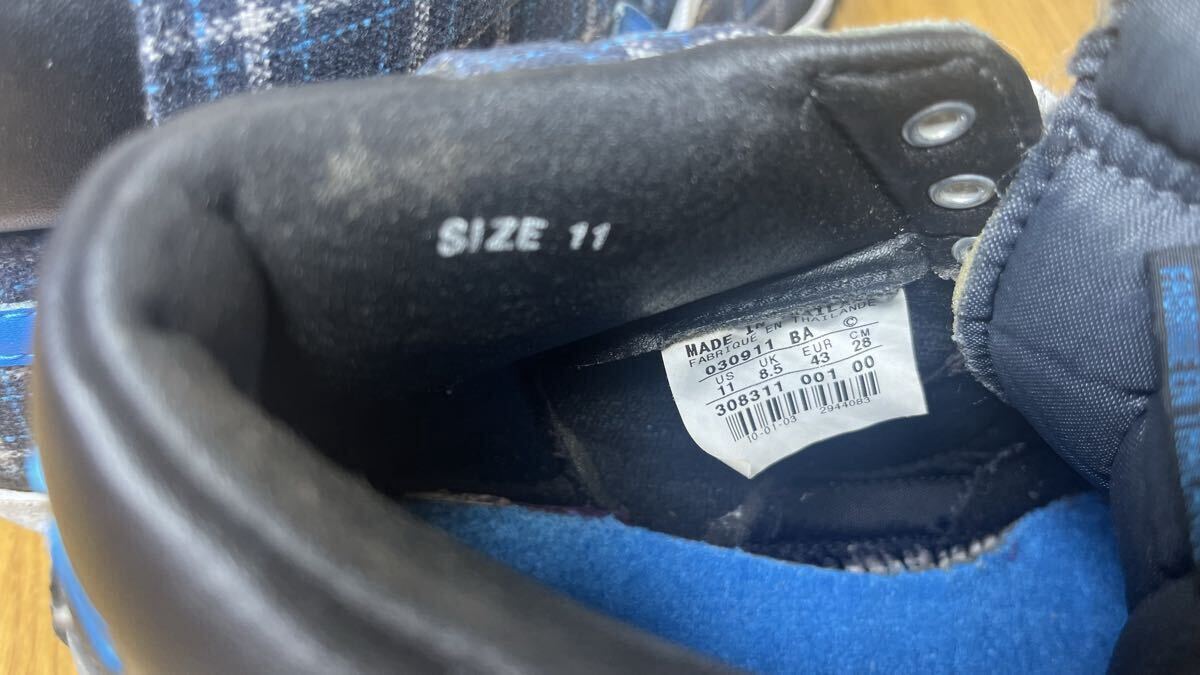 SIZE 11
MADE IN THAILAND
FABRIQUE EN THAILANDE
030911 BA ©
US UK EUR CM
11 8.5 43 28
308311 001 00
10-01-03 2944083